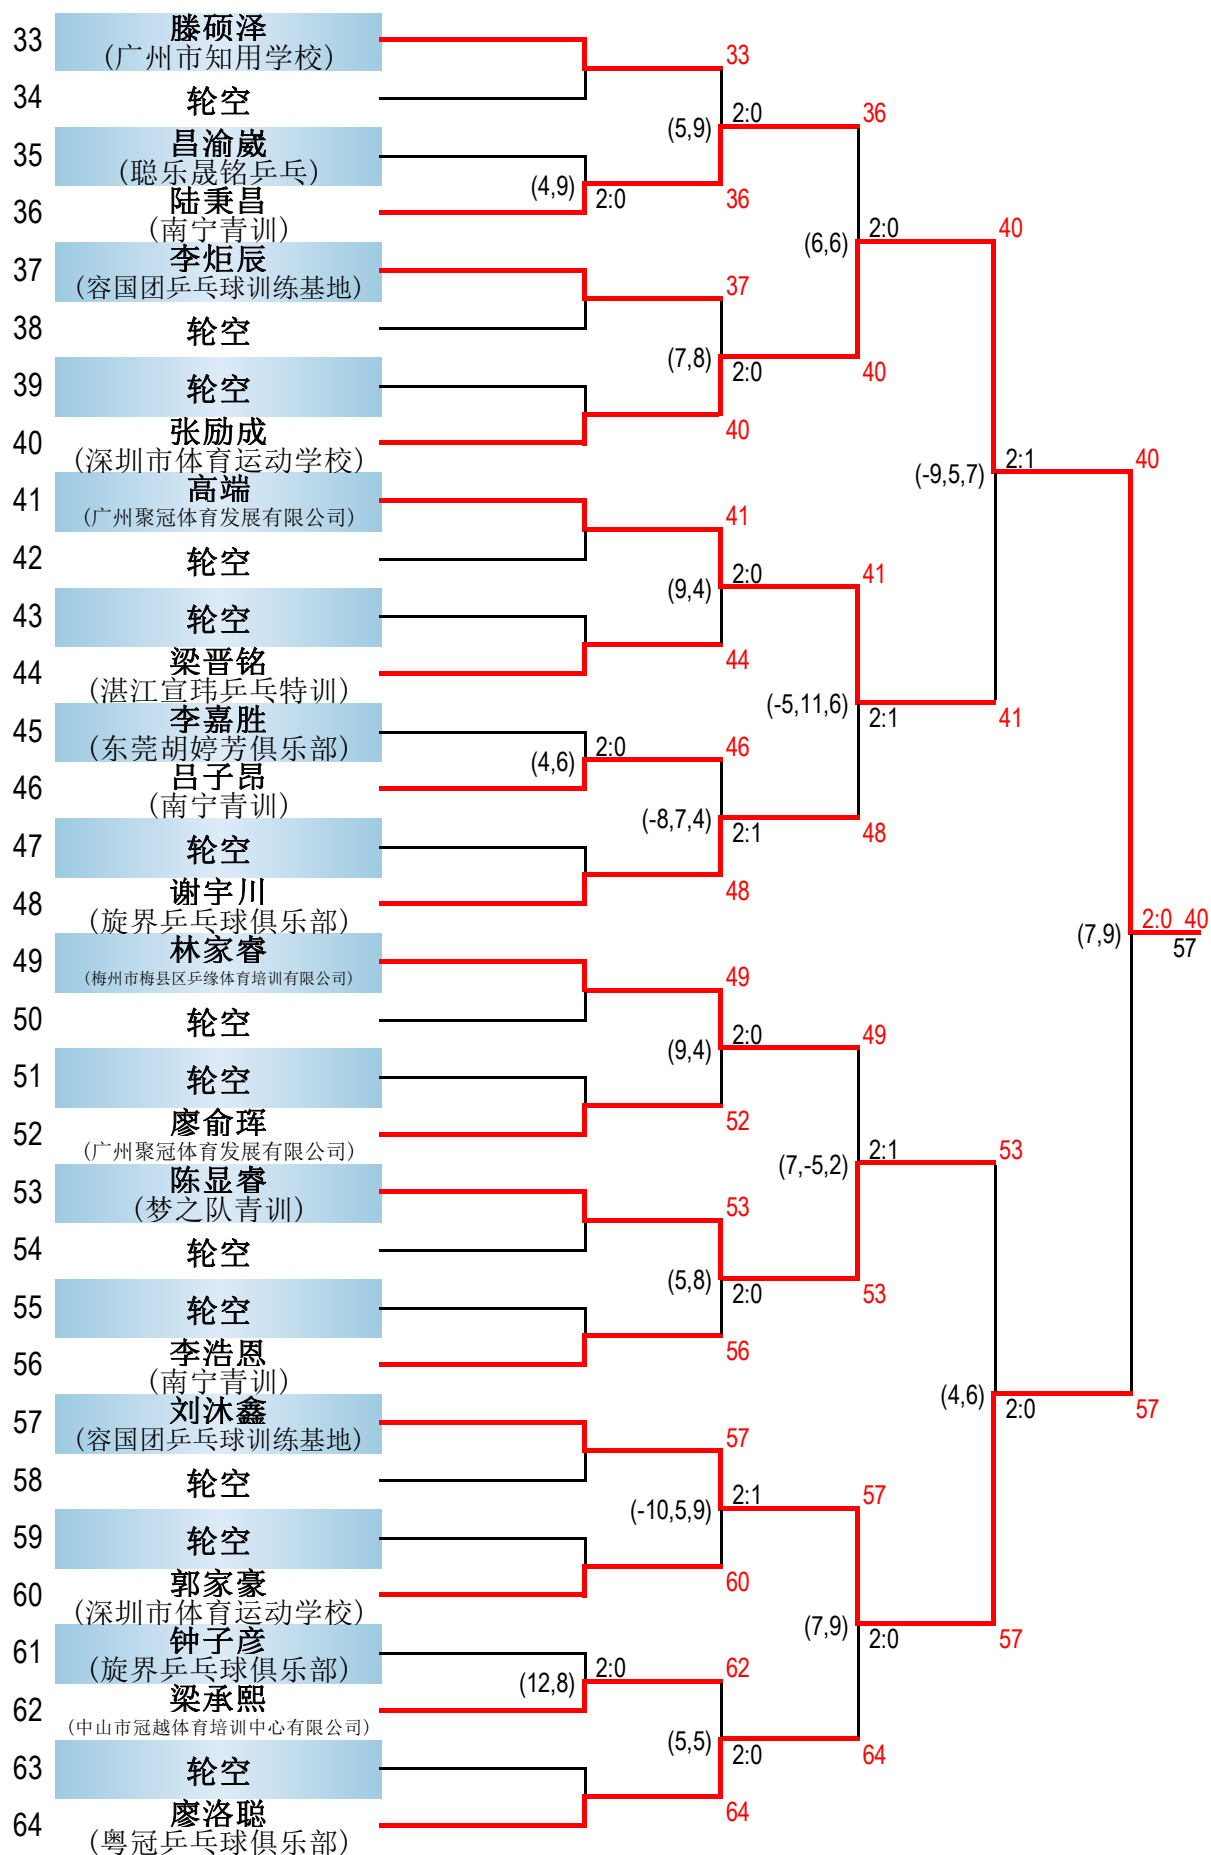 33
滕硕泽
(广州市知用学校)
33
34
轮空
(5,9)
2:0
36
35
昌渝崴
(聪乐晟铭乒乓)
(4,9)
2:0
36
36
陆秉昌
(南宁青训)
(6,6)
2:0
40
37
李炬辰
(容国团乒乓球训练基地)
37
38
轮空
(7,8)
2:0
40
39
轮空
40
40
张励成
(深圳市体育运动学校)
(-9,5,7)
2:1
40
41
高端
(广州聚冠体育发展有限公司)
41
42
轮空
(9,4)
2:0
41
43
轮空
44
44
梁晋铭
(湛江宣玮乒乓特训)
(-5,11,6)
2:1
41
45
李嘉胜
(东莞胡婷芳俱乐部)
(4,6)
2:0
46
46
吕子昂
(南宁青训)
(-8,7,4)
2:1
48
47
轮空
48
48
谢宇川
(旋界乒乓球俱乐部)
(7,9)
2:0 40
57
49
林家睿
(梅州市梅县区乒缘体育培训有限公司)
49
50
轮空
(9,4)
2:0
49
51
轮空
52
52
廖俞珲
(广州聚冠体育发展有限公司)
(7,-5,2)
2:1
53
53
陈显睿
(梦之队青训)
53
54
轮空
(5,8)
2:0
53
55
轮空
56
56
李浩恩
(南宁青训)
(4,6)
2:0
57
57
刘沐鑫
(容国团乒乓球训练基地)
57
58
轮空
(-10,5,9)
2:1
57
59
轮空
60
60
郭家豪
(深圳市体育运动学校)
(7,9)
2:0
57
61
钟子彦
(旋界乒乓球俱乐部)
(12,8)
2:0
62
62
梁承熙
(中山市冠越体育培训中心有限公司)
(5,5)
2:0
64
63
轮空
64
64
廖洛聪
(粤冠乒乓球俱乐部)